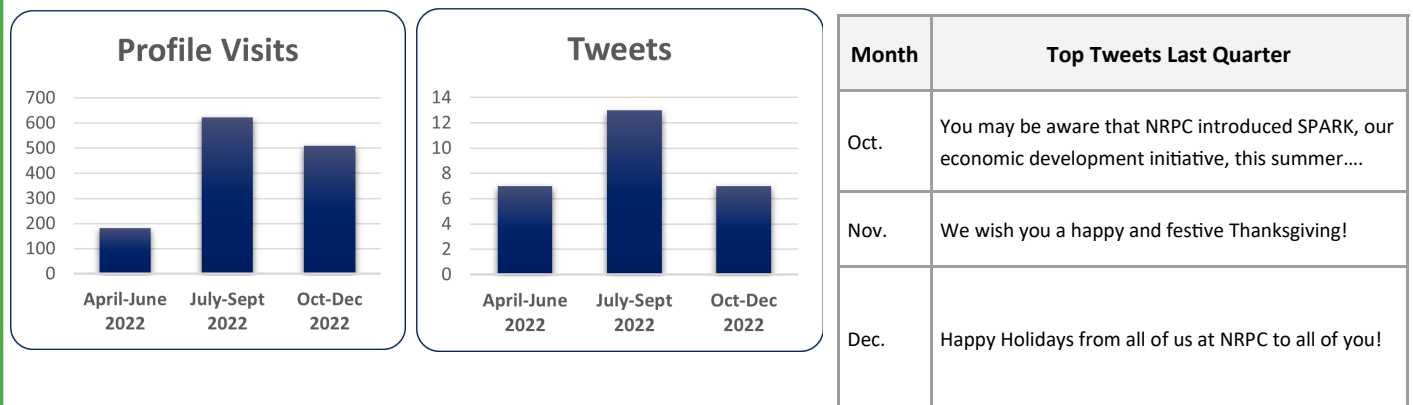 Profile Visits
700
600
500
400
300
200
100
0
April-June
2022
July-Sept
2022
Oct-Dec
2022
Tweets
14
12
10
8
6
4
2
0
April-June
2022
July-Sept
2022
Oct-Dec
2022
Month
Top Tweets Last Quarter
Oct.
You may be aware that NRPC introduced SPARK, our
economic development initiative, this summer....
Nov.
We wish you a happy and festive Thanksgiving!
Dec.
Happy Holidays from all of us at NRPC to all of you!